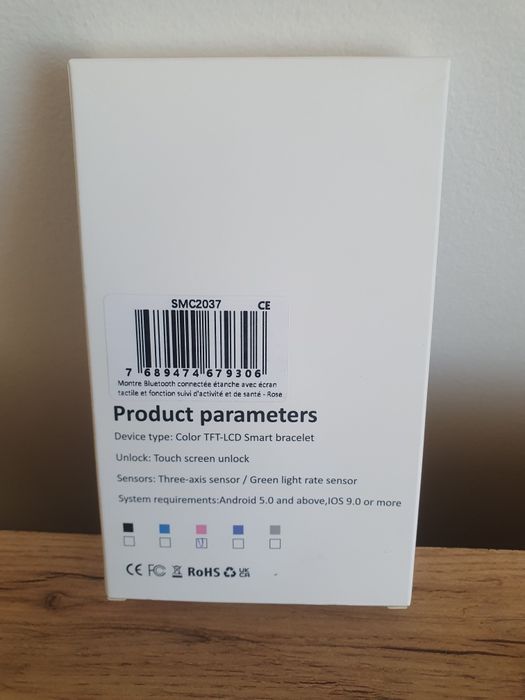 SMC2037 CE
7 689474 679306
Montre Bluetooth connectée étanche avec écran
tactile et fonction suivi d'activité et de santé - Rose
Product parameters
Device type: Color TFT-LCD Smart bracelet
Unlock: Touch screen unlock
Sensors: Three-axis sensor / Green light rate sensor
System requirements:Android 5.0 and above,IOS 9.0 or more
CE FC RoHS UK CA